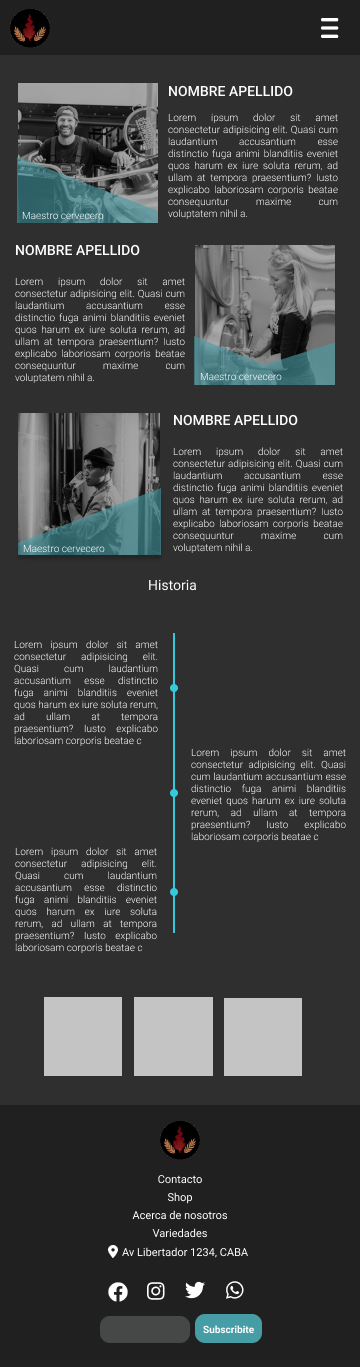 NOMBRE APELLIDO
Lorem ipsum dolor sit amet
consectetur adipisicing elit. Quasi cum
laudantium accusantium esse
distinctio fuga animi blanditiis eveniet
quos harum ex iure soluta rerum, ad
ullam at tempora praesentium? Iusto
explicabo laboriosam corporis beatae
consequuntur maxime cum
voluptatem nihil a.
Maestro cervecero
NOMBRE APELLIDO
Lorem ipsum dolor sit amet
consectetur adipisicing elit. Quasi cum
laudantium accusantium esse
distinctio fuga animi blanditiis eveniet
quos harum ex iure soluta rerum, ad
ullam at tempora praesentium? Iusto
explicabo laboriosam corporis beatae
consequuntur maxime cum
voluptatem nihil a.
Maestro cervecero
NOMBRE APELLIDO
Lorem ipsum dolor sit amet
consectetur adipisicing elit. Quasi cum
laudantium accusantium esse
distinctio fuga animi blanditiis eveniet
quos harum ex iure soluta rerum, ad
ullam at tempora praesentium? Iusto
explicabo laboriosam corporis beatae
consequuntur maxime cum
voluptatem nihil a.
Maestro cervecero
Historia
Lorem ipsum dolor sit amet
consectetur adipisicing elit.
Quasi cum laudantium
accusantium esse distinctio
fuga animi blanditiis eveniet
quos harum ex iure soluta rerum,
ad ullam at tempora
praesentium? Iusto explicabo
laboriosam corporis beatae c
Lorem ipsum dolor sit amet
consectetur adipisicing elit. Quasi
cum laudantium accusantium esse
distinctio fuga animi blanditiis
eveniet quos harum ex iure soluta
rerum, ad ullam at tempora
praesentium? Iusto explicabo
laboriosam corporis beatae c
Lorem ipsum dolor sit amet
consectetur adipisicing elit.
Quasi cum laudantium
accusantium esse distinctio
fuga animi blanditiis eveniet
quos harum ex iure soluta
rerum, ad ullam at tempora
praesentium? Iusto explicabo
laboriosam corporis beatae c
Contacto
Shop
Acerca de nosotros
Variedades
Av Libertador 1234, CABA
Subscribite